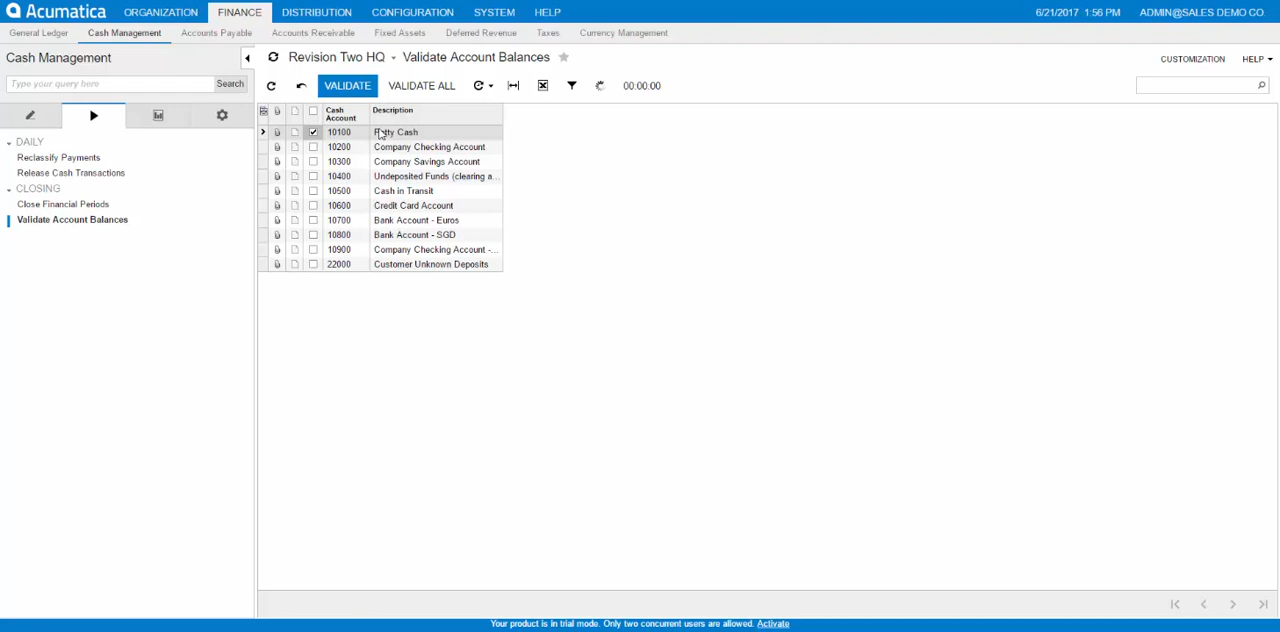 Acumatica ORGANIZATION FINANCE DISTRIBUTION CONFIGURATION SYSTEM HELP 6/21/2017 1:56 PM ADMIN@SALES DEMO CO.
General Ledger Cash Management Accounts Payable Accounts Receivable Fixed Assets Deferred Revenue Taxes Currency Management
Cash Management
Type your query here Search
DAILY
Reclassify Payments
Release Cash Transactions
CLOSING
Close Financial Periods
Validate Account Balances
Revision Two HQ Validate Account Balances
CUSTOMIZATION HELP
VALIDATE VALIDATE ALL 00:00:00
Cash Account Description
10100 Petty Cash
10200 Company Checking Account
10300 Company Savings Account
10400 Undeposited Funds (clearing a...
10500 Cash in Transit
10600 Credit Card Account
10700 Bank Account - Euros
10800 Bank Account - SGD
10900 Company Checking Account -...
22000 Customer Unknown Deposits
Your product is in trial mode. Only two concurrent users are allowed. Activate